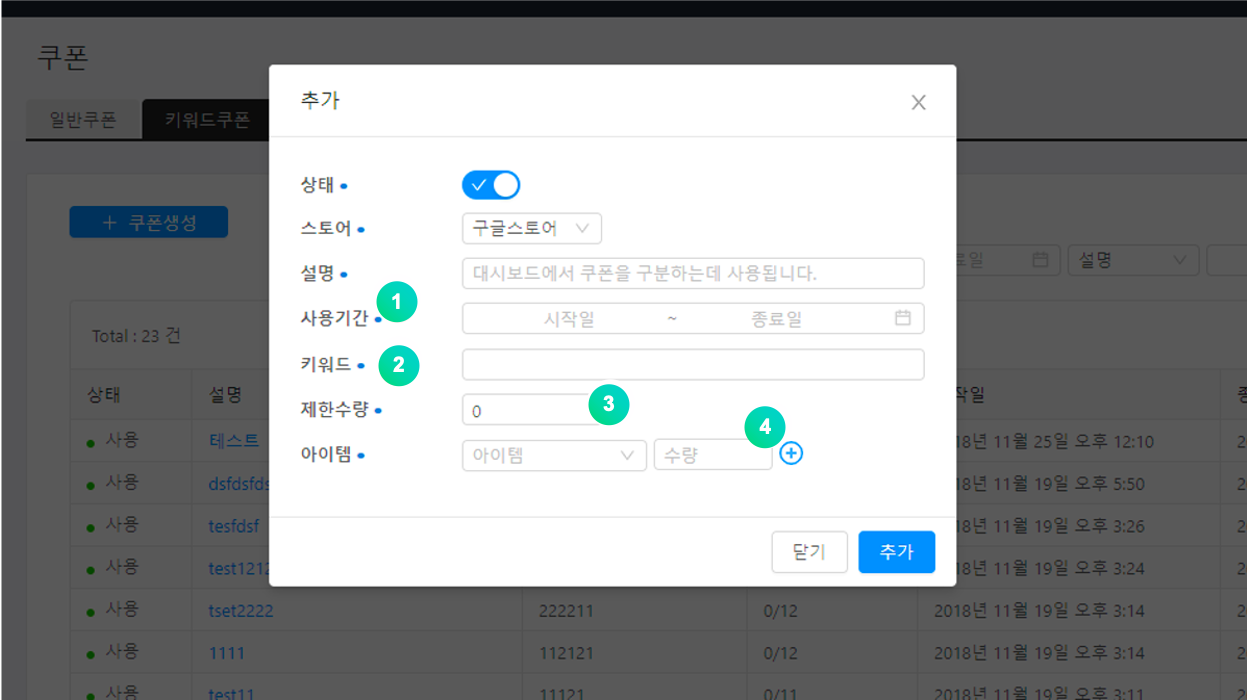 쿠폰
일반쿠폰 키워드쿠폰
추가
상태
+ 쿠폰생성
스토어 구글스토어
설명 대시보드에서 쿠폰을 구분하는데 사용됩니다.
료일 설명
1
사용기간 시작일 ~ 종료일
Total : 23 건
키워드 2
제한수량 0 3
4
아이템 아이템 수량
상태 설명 작일
사용 테스트 18년 11월 25일 오후 12:10
사용 dsfdsfds 18년 11월 19일 오후 5:50
사용 tesfdsf 18년 11월 19일 오후 3:26
닫기 추가
사용 test1212 18년 11월 19일 오후 3:24
사용 tset2222 222211 0/12 2018년 11월 19일 오후 3:14
사용 1111 112121 0/12 2018년 11월 19일 오후 3:14
사용 test11 11121 0/11 2018년 11월 19일 오후 3:14